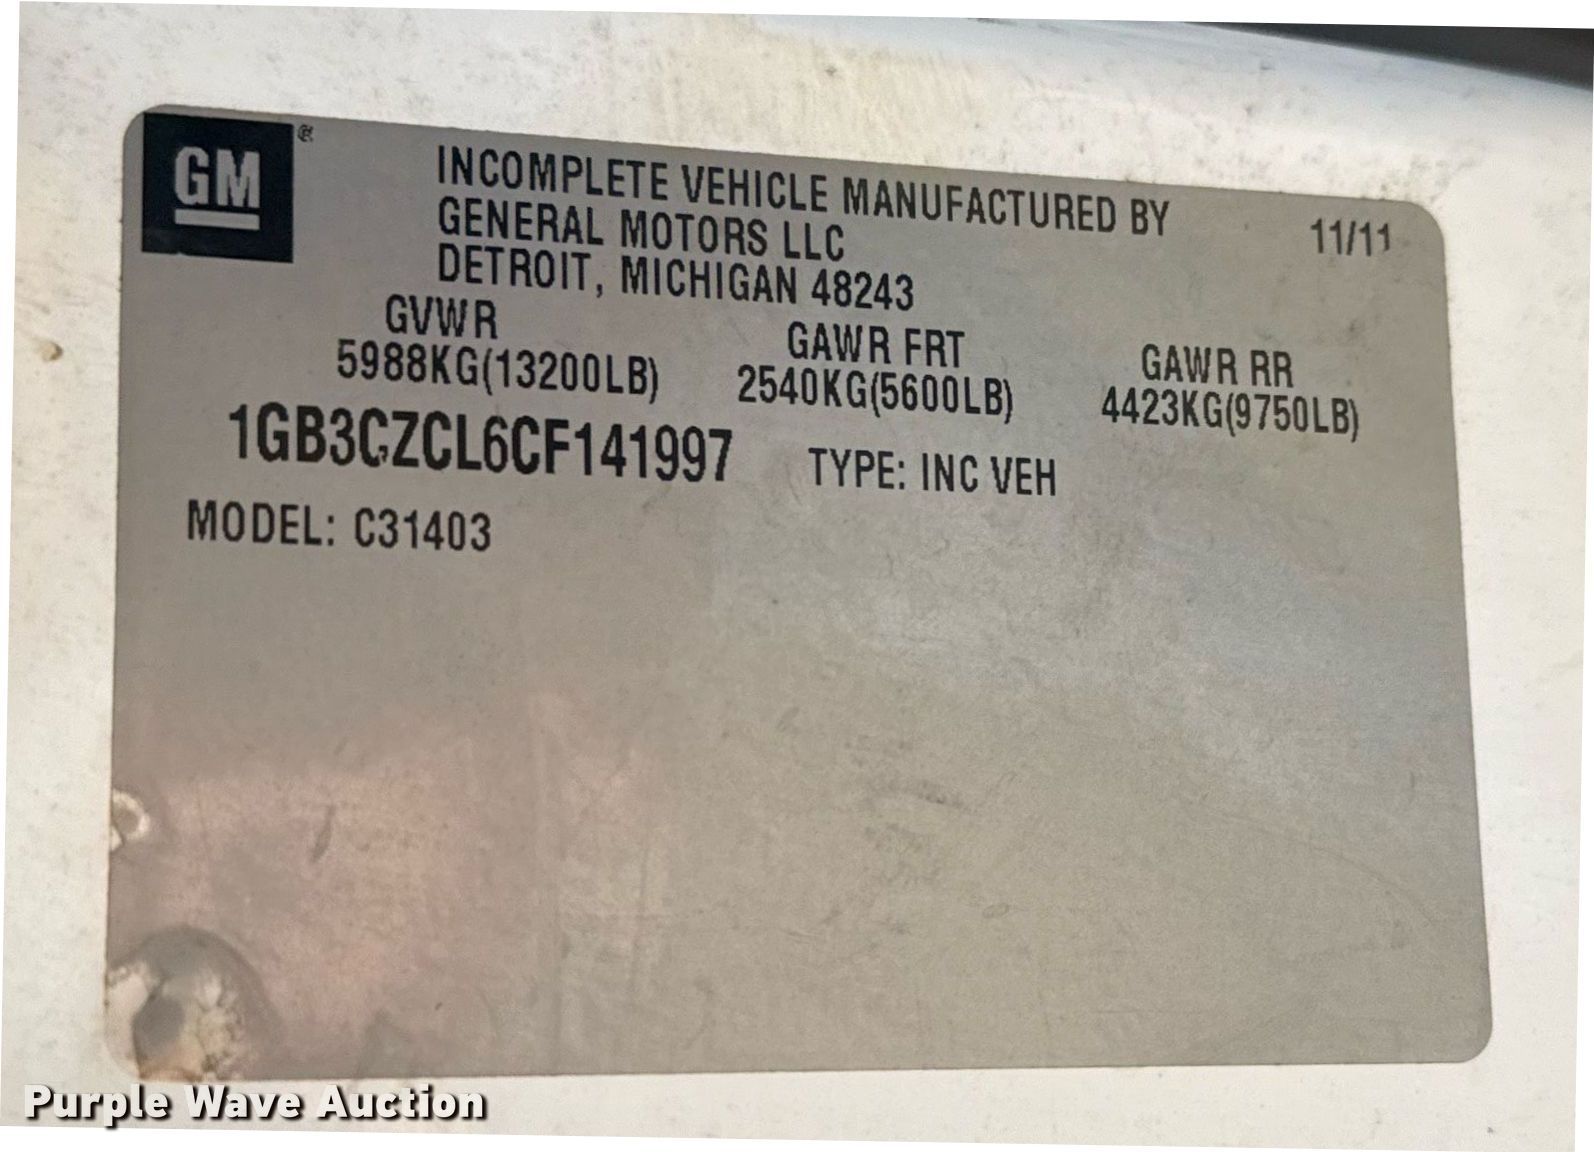 GM®
INCOMPLETE VEHICLE MANUFACTURED BY
GENERAL MOTORS LLC
DETROIT, MICHIGAN 48243
11/11
GVWR
5988KG(13200LB)
GAWR FRT
2540KG(5600LB)
GAWR RR
4423KG(9750LB)
1GB3CZCL6CF141997
TYPE: INC VEH
MODEL: C31403
Purple Wave Auction